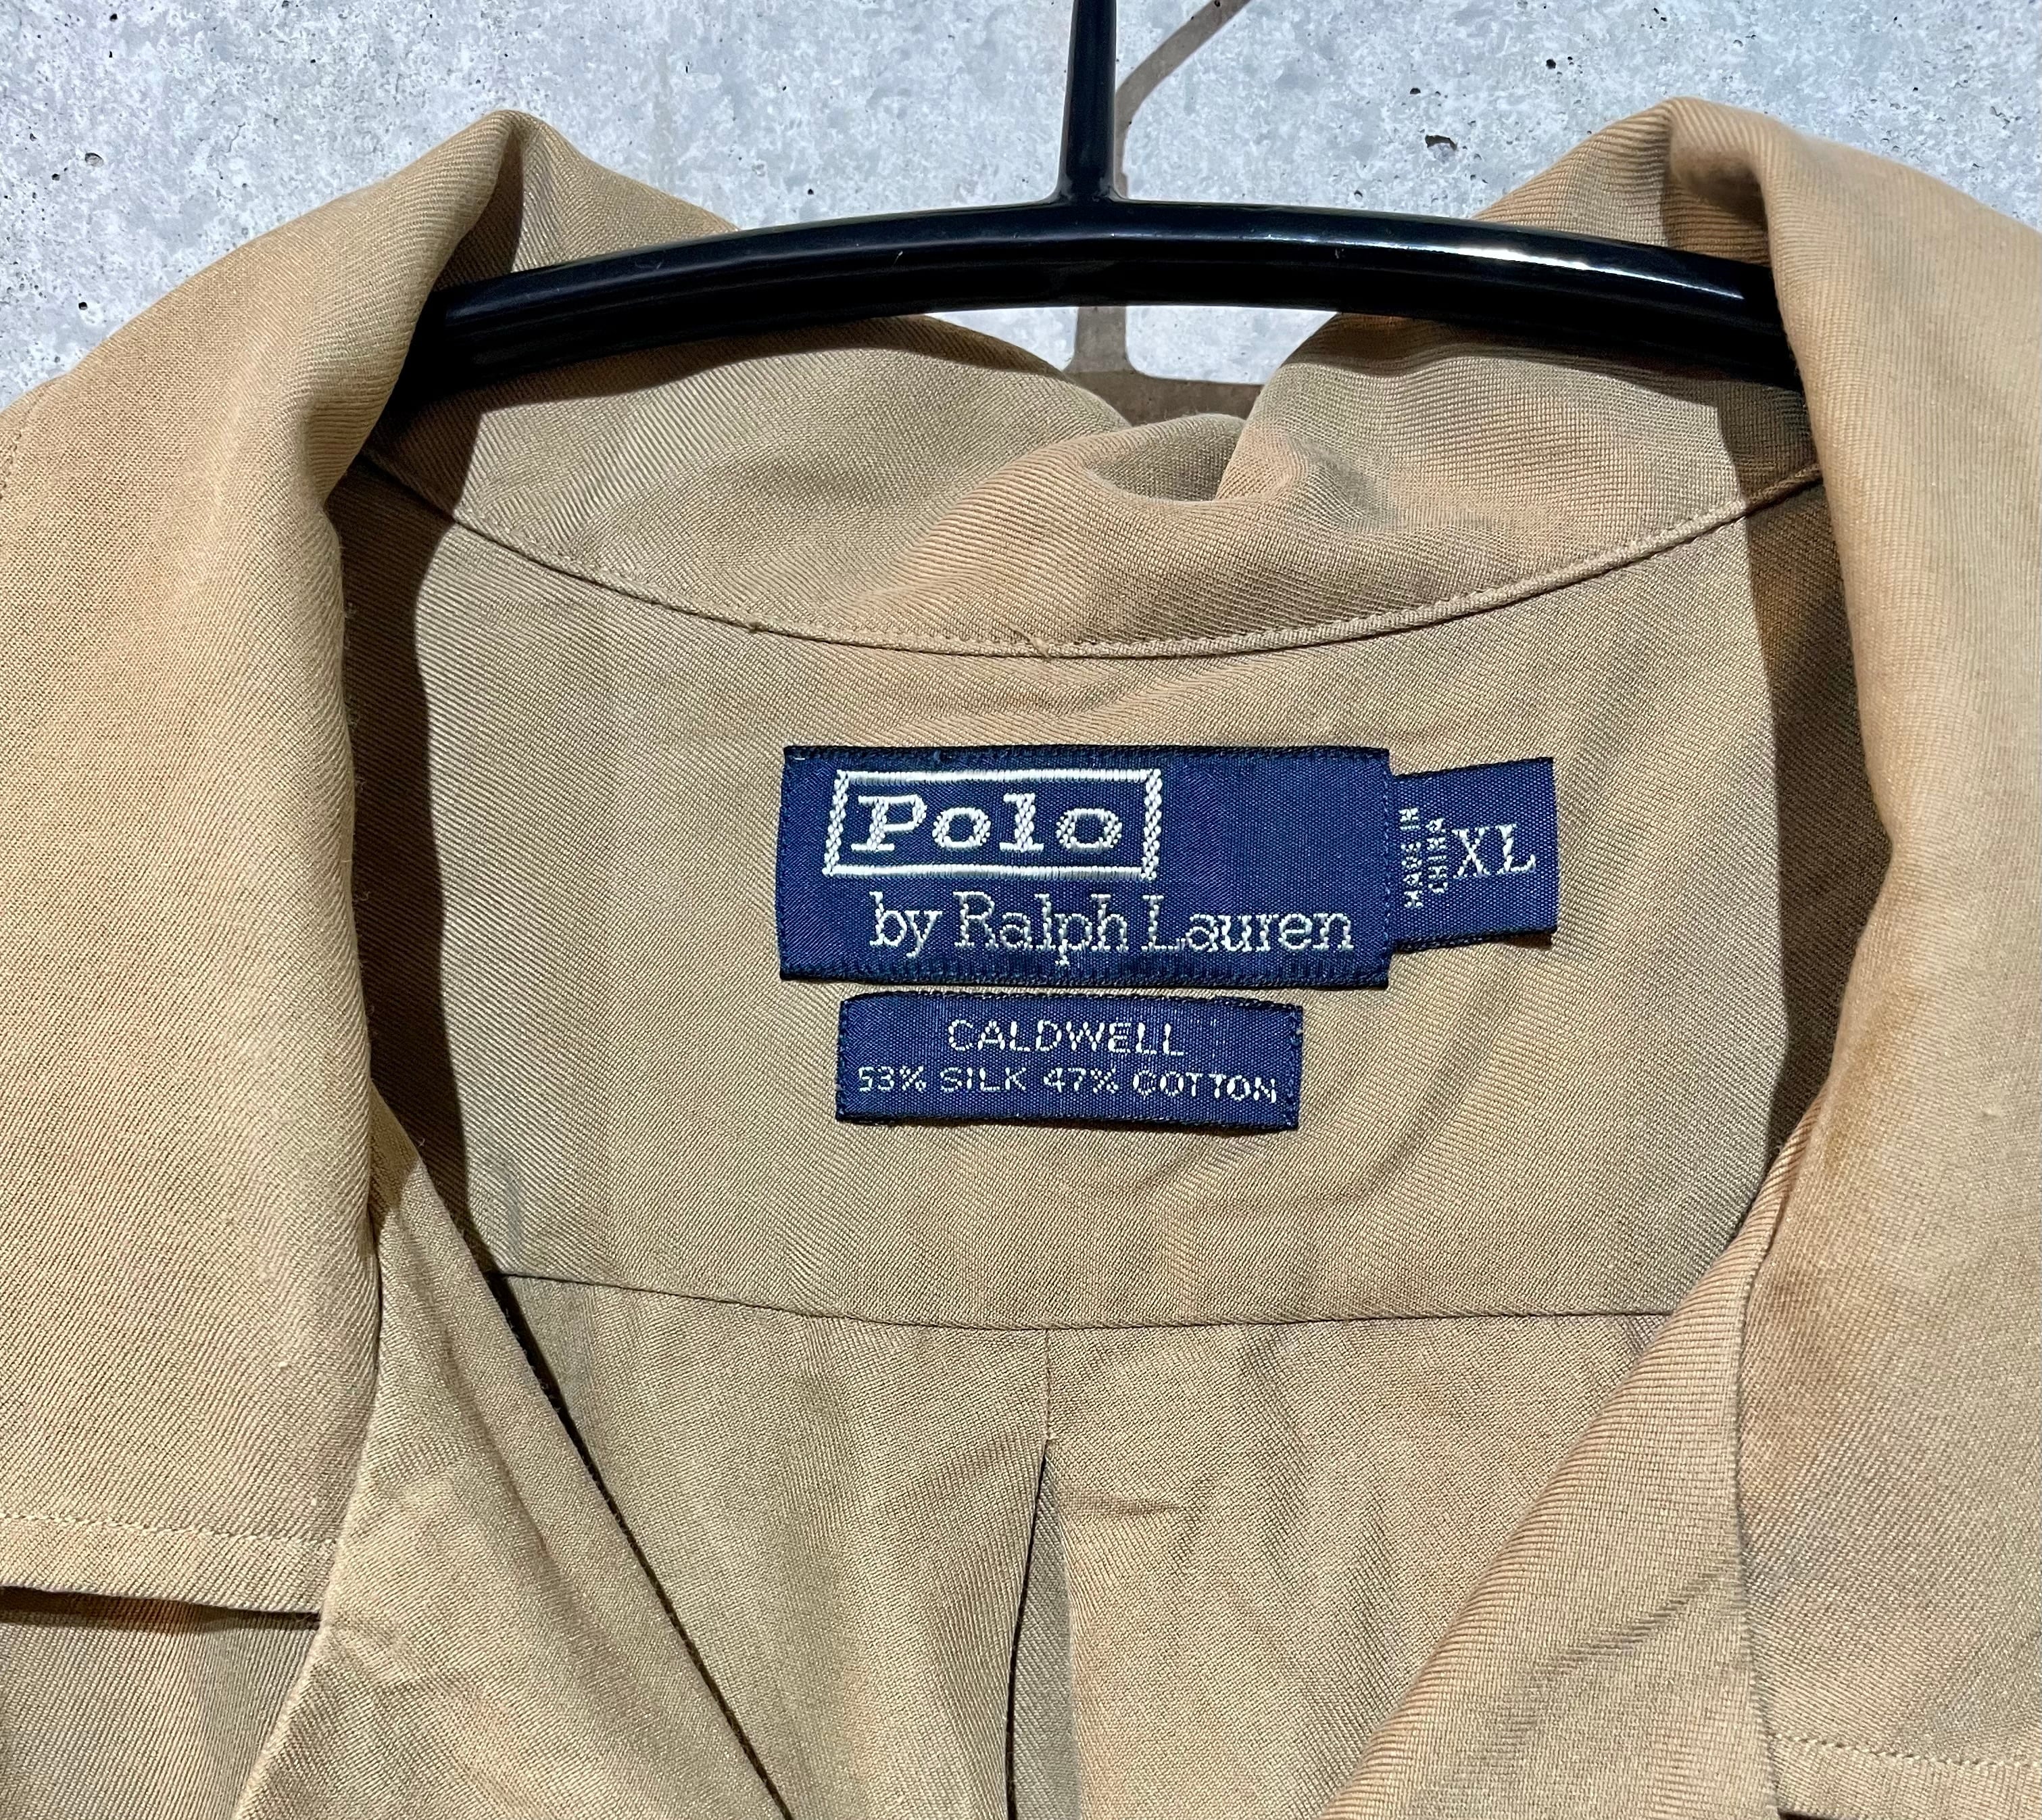 Polo
by Ralph Lauren
MADE IN
CHINA
XL
CALDWELL
53% SILK 47% COTTON